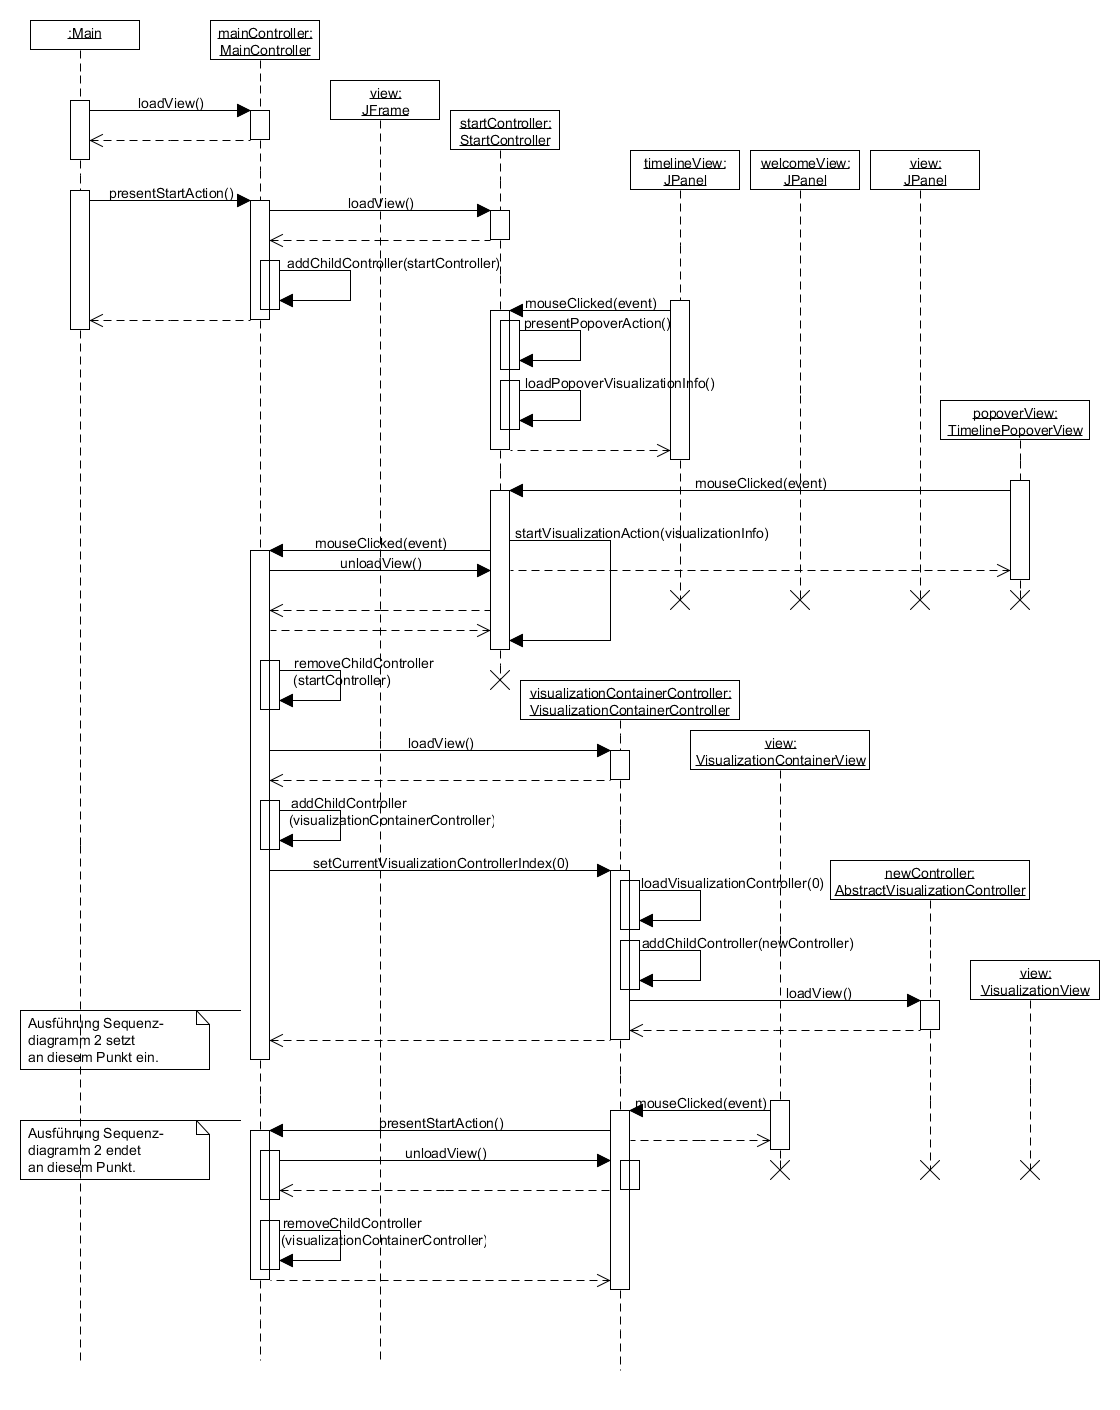 :Main
mainController:
MainController
view:
JFrame
loadView()
startController:
StartController
timelineView:
JPanel
welcomeView:
JPanel
view:
JPanel
presentStartAction()
loadView()
addChildController(startController)
mouseClicked(event)
presentPopoverAction()
loadPopoverVisualizationInfo()
popoverView:
TimelinePopoverView
mouseClicked(event)
startVisualizationAction(visualizationInfo)
mouseClicked(event)
unloadView()
removeChildController
(startController)
visualizationContainerController:
VisualizationContainerController
loadView()
view:
VisualizationContainerView
addChildController
(visualizationContainerController)
setCurrentVisualizationControllerIndex(0)
newController:
AbstractVisualizationController
loadVisualizationController(0)
addChildController(newController)
view:
VisualizationView
loadView()
Ausführung Sequenz-
diagramm 2 setzt
an diesem Punkt ein.
mouseClicked(event)
presentStartAction()
Ausführung Sequenz-
diagramm 2 endet
an diesem Punkt.
unloadView()
removeChildController
(visualizationContainerController)